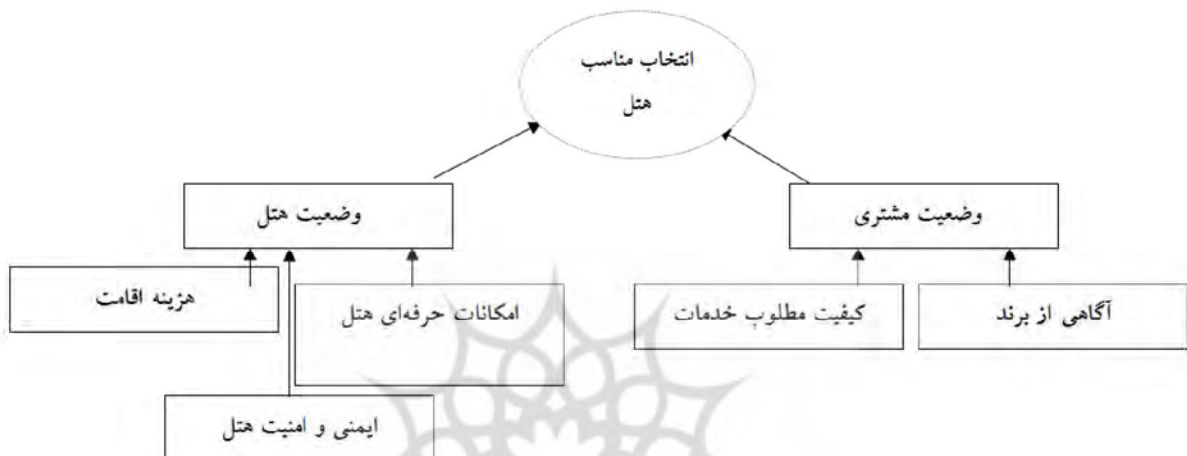 انتخاب مناسب
هتل
وضعیت مشتری
وضعیت هتل
آگاهی از برند
کیفیت مطلوب خدمات
امکانات حرفه‌ای هتل
هزینه اقامت
ایمنی و امنیت هتل